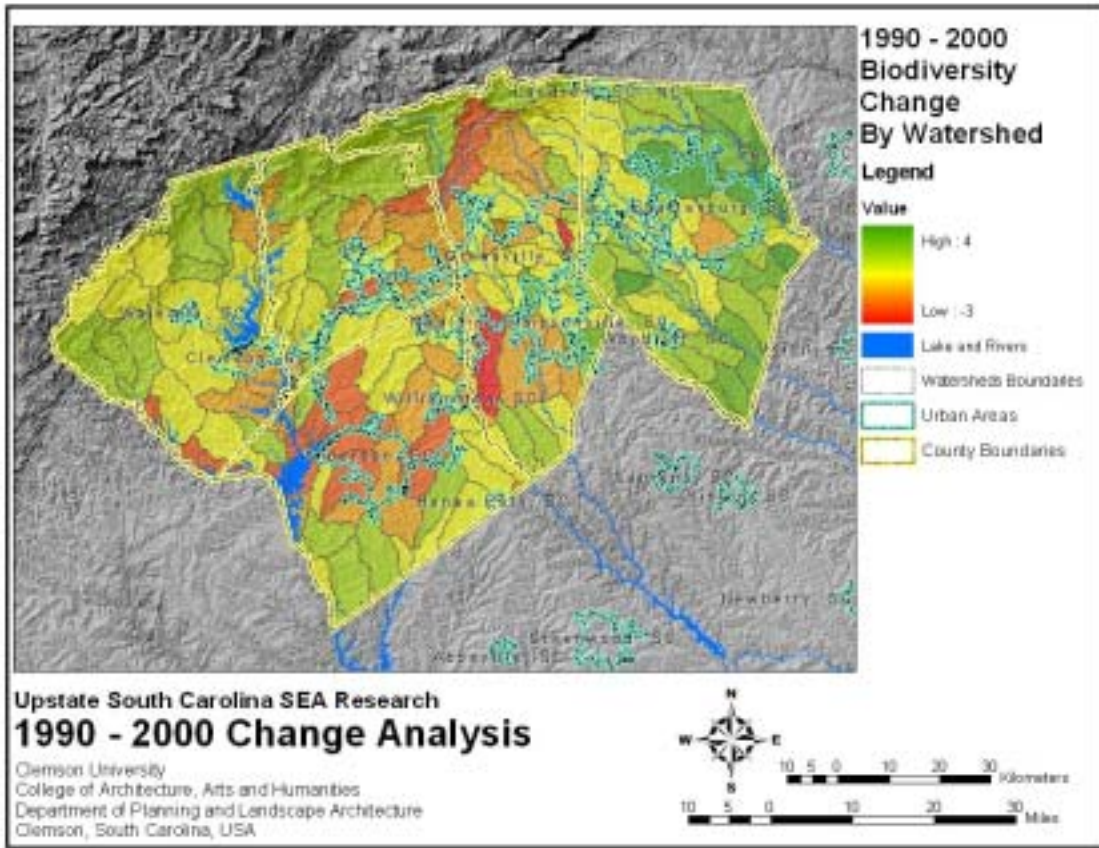 1990 - 2000
Biodiversity
Change
By Watershed
Legend
Value
High : 4
Low : -3
Lake and Rivers
Watersheds Boundaries
Urban Areas
County Boundaries
Clemson, SC
Newberry, SC
Upstate South Carolina SEA Research
1990 - 2000 Change Analysis
Clemson University
College of Architecture, Arts and Humanities
Department of Planning and Landscape Architecture
Clemson, South Carolina, USA
N
W E
S
10 5 0 10 20 30
Kilometers
10 5 0 10 20 30
Miles